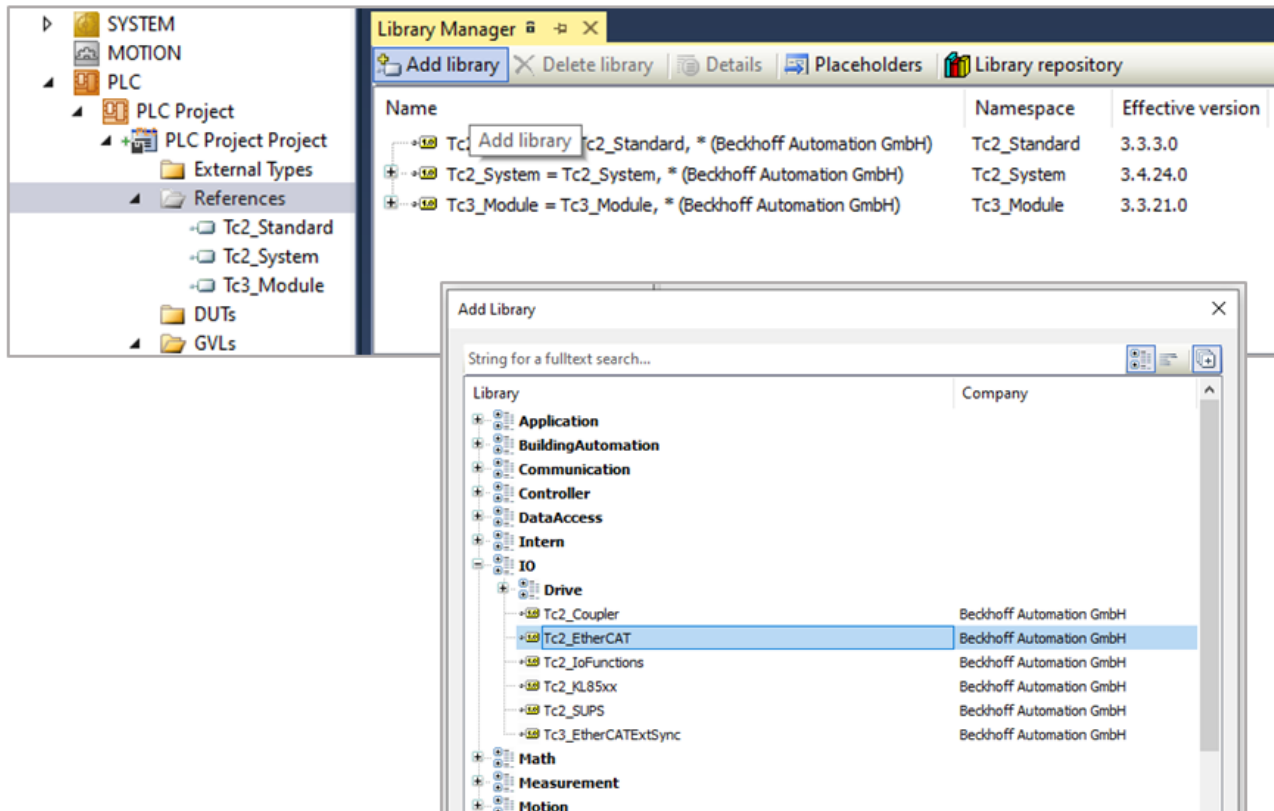 SYSTEM
MOTION
PLC
PLC Project
PLC Project Project
External Types
References
Tc2_Standard
Tc2_System
Tc3_Module
DUTs
GVLs
Library Manager
Add library Delete library Details Placeholders Library repository
Name Namespace Effective version
Tc2 Add library Tc2_Standard, * (Beckhoff Automation GmbH) Tc2_Standard 3.3.3.0
Tc2_System = Tc2_System, * (Beckhoff Automation GmbH) Tc2_System 3.4.24.0
Tc3_Module = Tc3_Module, * (Beckhoff Automation GmbH) Tc3_Module 3.3.21.0
Add Library
String for a fulltext search...
Library Company
Application
BuildingAutomation
Communication
Controller
DataAccess
Intern
IO
Drive
Tc2_Coupler Beckhoff Automation GmbH
Tc2_EtherCAT Beckhoff Automation GmbH
Tc2_IoFunctions Beckhoff Automation GmbH
Tc2_KL85xx Beckhoff Automation GmbH
Tc2_SUPS Beckhoff Automation GmbH
Tc3_EtherCATExtSync Beckhoff Automation GmbH
Math
Measurement
Motion